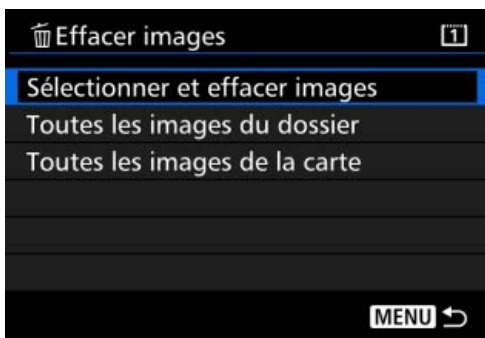 Effacer images 1
Sélectionner et effacer images
Toutes les images du dossier
Toutes les images de la carte
MENU